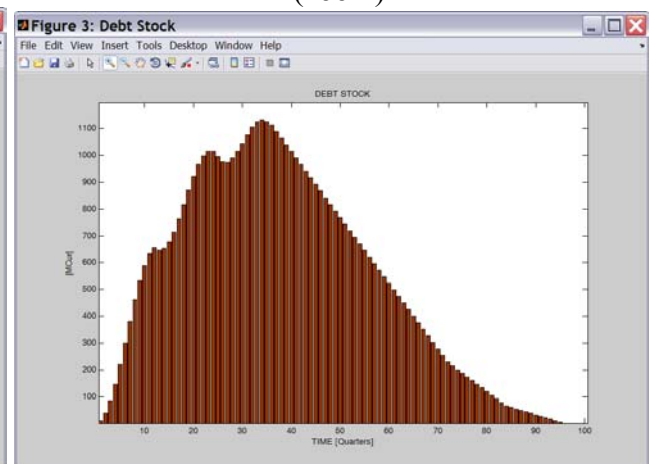 Figure 3: Debt Stock
File Edit View Insert Tools Desktop Window Help
DEBT STOCK
1100
1000
900
800
700
600
500
400
300
200
100
[MCur]
10 20 30 40 50 60 70 80 90 100
TIME [Quarters]